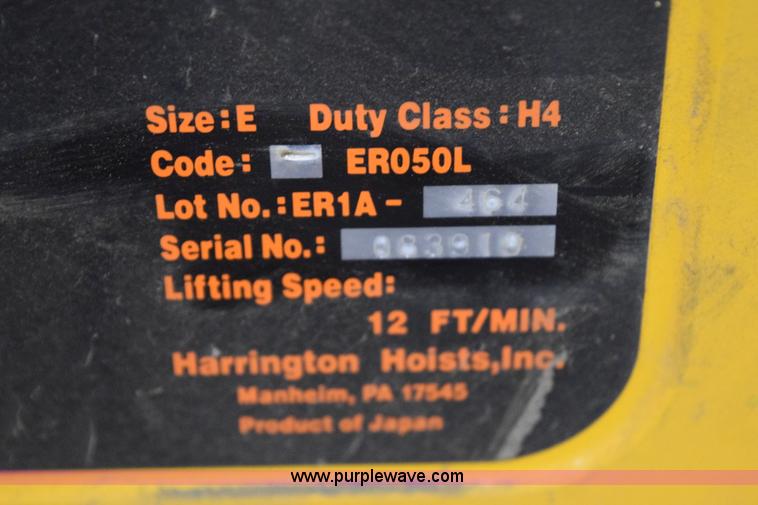 Size:E Duty Class:H4
Code: - ER050L
Lot No.:ER1A- 464
Serial No.:
Lifting Speed:
12 FT/MIN.
Harrington Hoists,Inc.
Manheim, PA 17545
Product of Japan
www.purplewave.com